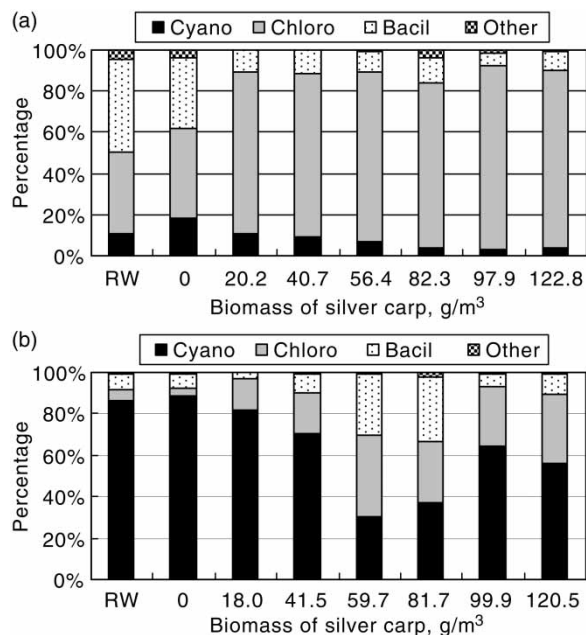 (a)
Cyano Chloro Bacil Other
100%
80%
60%
40%
20%
0%
Percentage
RW 0 20.2 40.7 56.4 82.3 97.9 122.8
Biomass of silver carp, g/m³
(b)
Cyano Chloro Bacil Other
100%
80%
60%
40%
20%
0%
Percentage
RW 0 18.0 41.5 59.7 81.7 99.9 120.5
Biomass of silver carp, g/m³